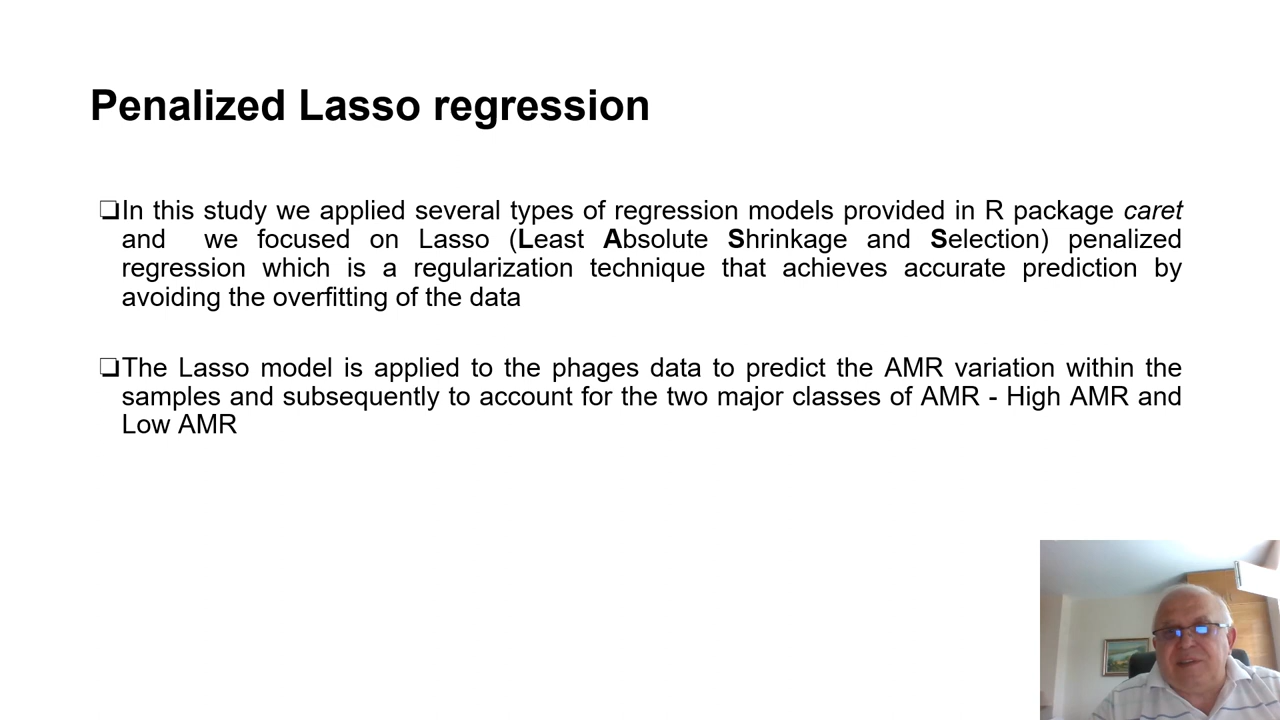 Penalized Lasso regression
❑In this study we applied several types of regression models provided in R package caret
and we focused on Lasso (Least Absolute Shrinkage and Selection) penalized
regression which is a regularization technique that achieves accurate prediction by
avoiding the overfitting of the data
❑The Lasso model is applied to the phages data to predict the AMR variation within the
samples and subsequently to account for the two major classes of AMR - High AMR and
Low AMR